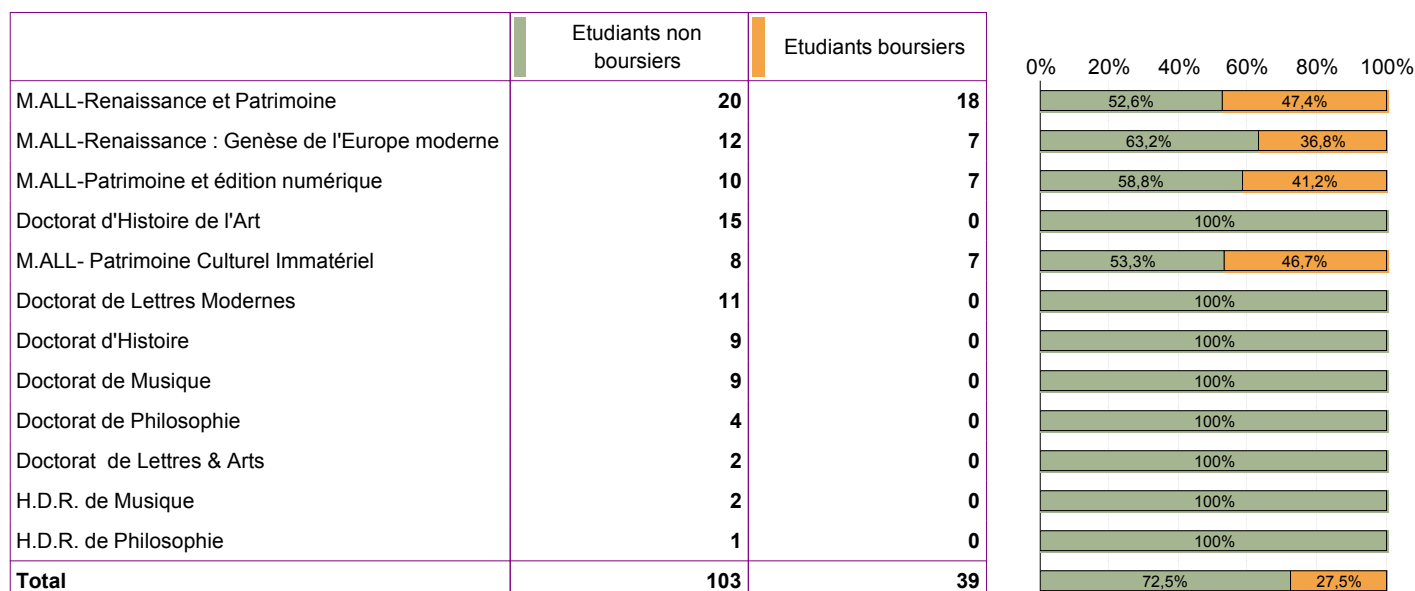 Etudiants non boursiers Etudiants boursiers
0% 20% 40% 60% 80% 100%
M.ALL-Renaissance et Patrimoine 20 18 52,6% 47,4%
M.ALL-Renaissance : Genèse de l'Europe moderne 12 7 63,2% 36,8%
M.ALL-Patrimoine et édition numérique 10 7 58,8% 41,2%
Doctorat d'Histoire de l'Art 15 0 100%
M.ALL- Patrimoine Culturel Immatériel 8 7 53,3% 46,7%
Doctorat de Lettres Modernes 11 0 100%
Doctorat d'Histoire 9 0 100%
Doctorat de Musique 9 0 100%
Doctorat de Philosophie 4 0 100%
Doctorat de Lettres & Arts 2 0 100%
H.D.R. de Musique 2 0 100%
H.D.R. de Philosophie 1 0 100%
Total 103 39 72,5% 27,5%